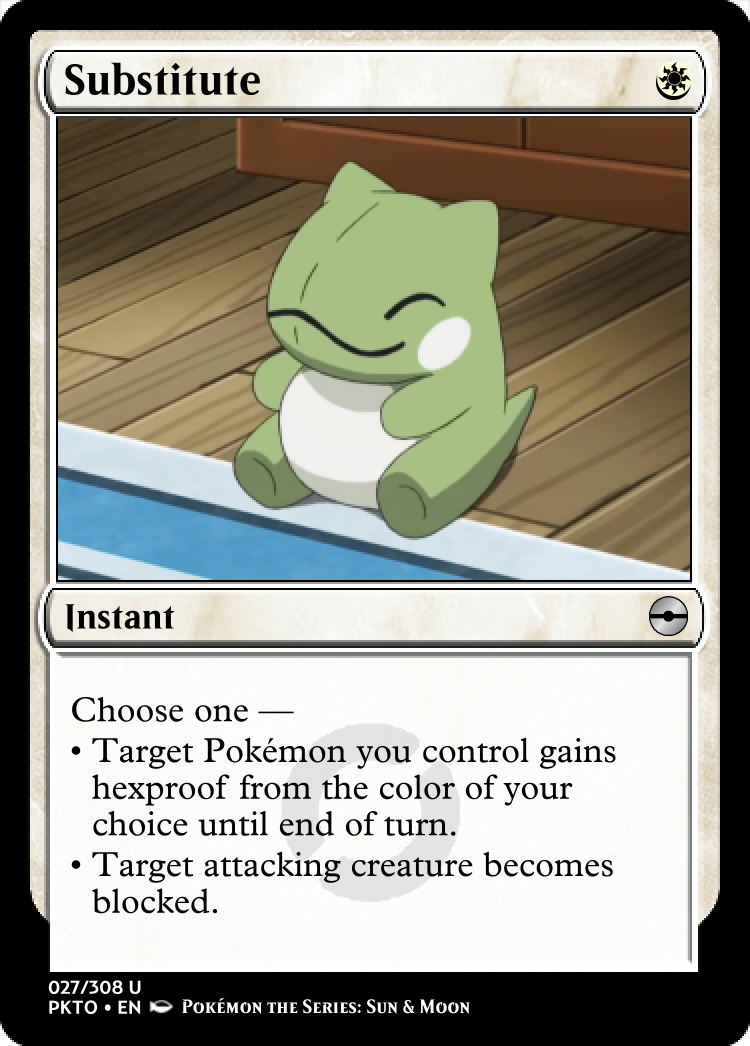 Substitute
Instant
Choose one —
• Target Pokémon you control gains
hexproof from the color of your
choice until end of turn.
• Target attacking creature becomes
blocked.
027/308 U
PKTO • EN Pokémon the Series: Sun & Moon